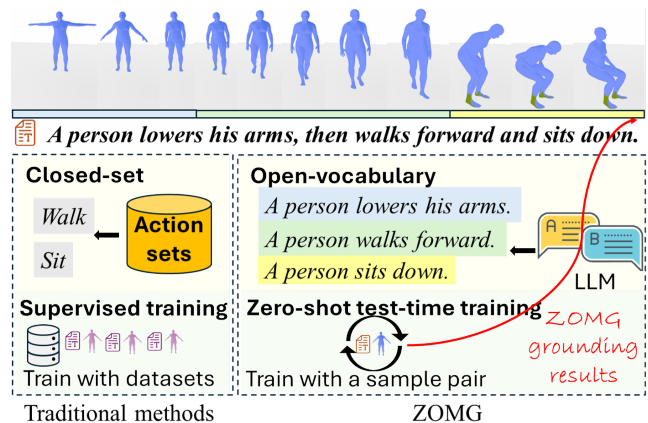 A person lowers his arms, then walks forward and sits down.
Closed-set
Walk
Sit
Action
sets
Supervised training
Train with datasets
Traditional methods
Open-vocabulary
A person lowers his arms.
A person walks forward.
A person sits down.
A
B
LLM
Zero-shot test-time training
Train with a sample pair
ZOMG
grounding
results
ZOMG